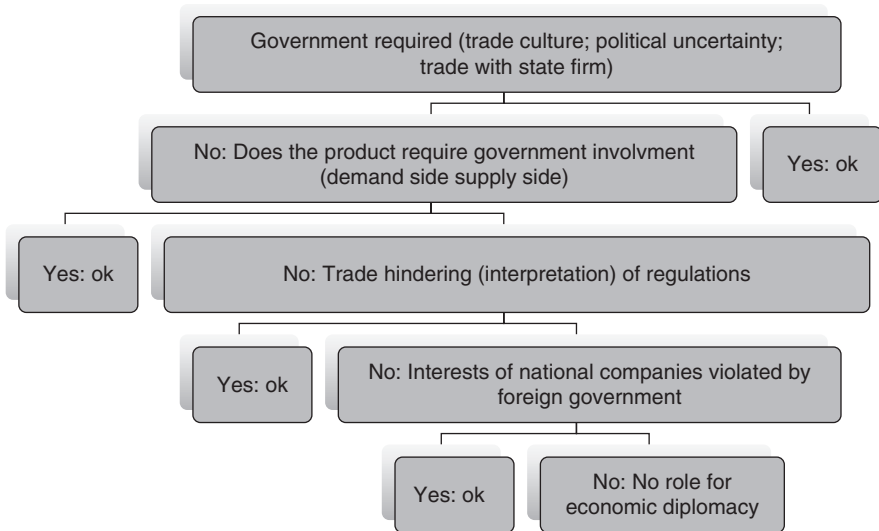 Government required (trade culture; political uncertainty;
trade with state firm)
No: Does the product require government involvment
(demand side supply side)
Yes: ok
Yes: ok
No: Trade hindering (interpretation) of regulations
Yes: ok
No: Interests of national companies violated by
foreign government
Yes: ok
No: No role for
economic diplomacy